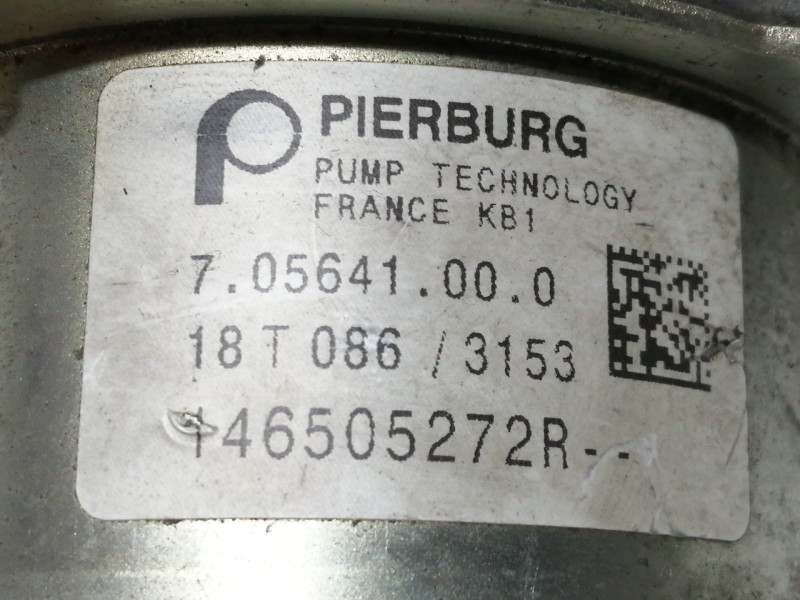 PIERBURG
PUMP TECHNOLOGY
FRANCE KB1
7.05641.00.0
18 T 086 / 3153
146505272R--